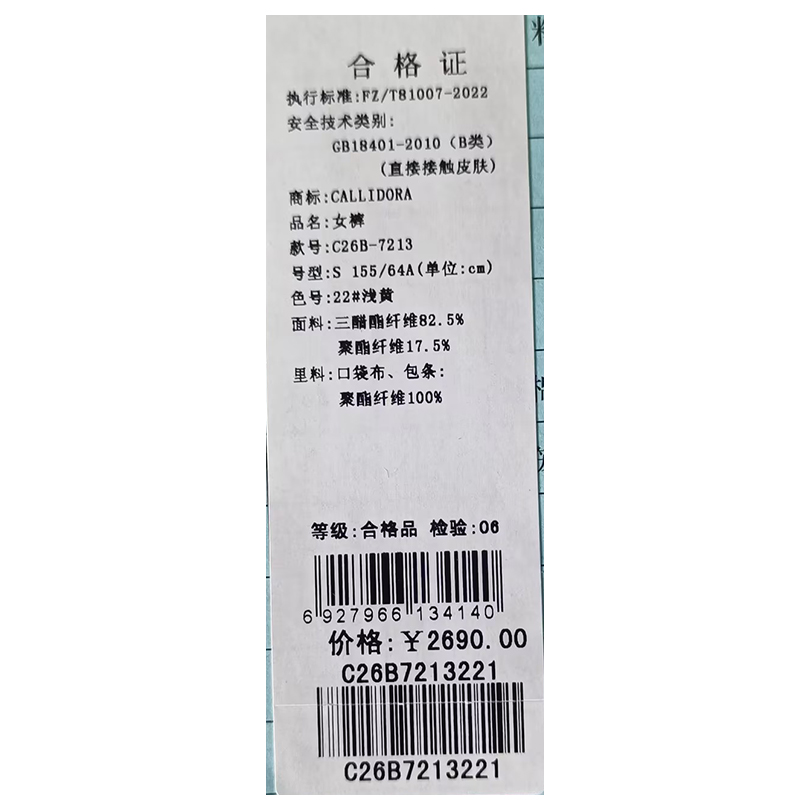 合格证
执行标准:FZ/T81007-2022
安全技术类别:
GB18401-2010（B类）
(直接接触皮肤)
商标:CALLIDORA
品名:女裤
款号:C26B-7213
号型:S 155/64A(单位:cm)
色号:22#浅黄
面料:三醋酯纤维82.5%
聚酯纤维17.5%
里料:口袋布、包条:
聚酯纤维100%
等级:合格品 检验:06
6 927966 134140
价格:¥2690.00
C26B7213221
C26B7213221